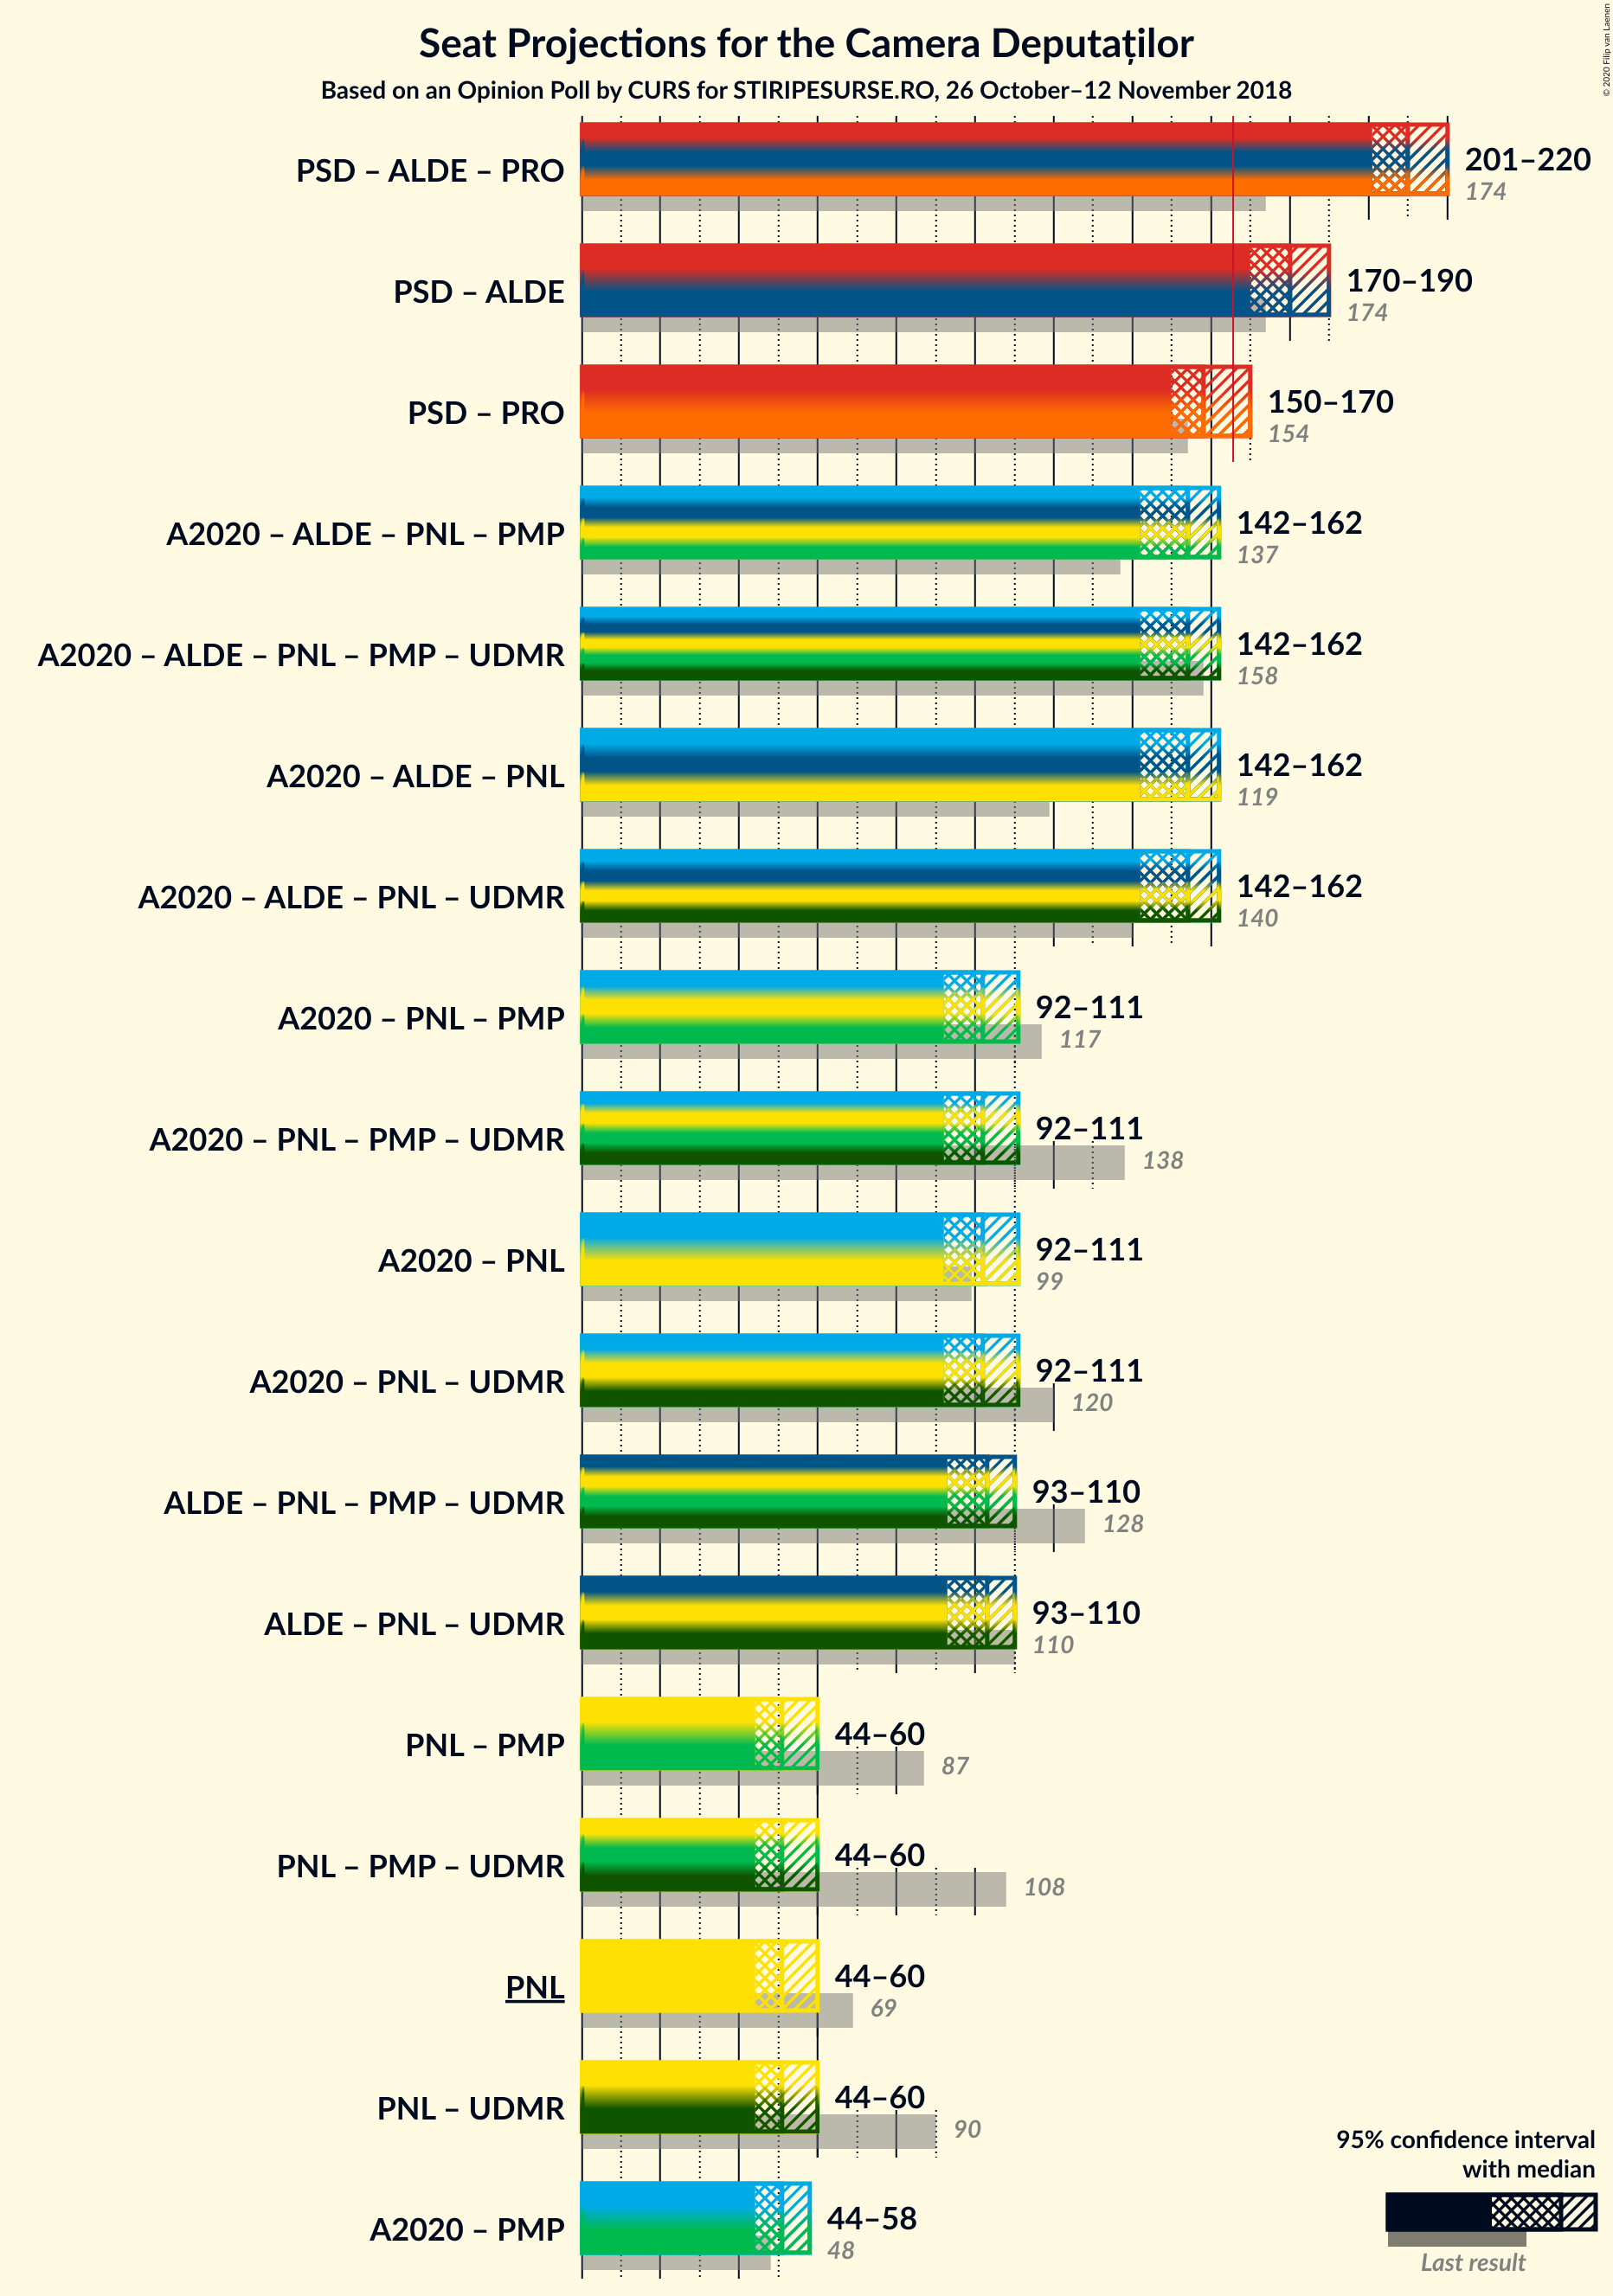 Seat Projections for the Camera Deputaților
Based on an Opinion Poll by CURS for STIRIPESURSE.RO, 26 October–12 November 2018
© 2020 Filip van Laenen
PSD – ALDE – PRO
201–220
174
PSD – ALDE
170–190
174
PSD – PRO
150–170
154
A2020 – ALDE – PNL – PMP
142–162
137
A2020 – ALDE – PNL – PMP – UDMR
142–162
158
A2020 – ALDE – PNL
142–162
119
A2020 – ALDE – PNL – UDMR
142–162
140
A2020 – PNL – PMP
92–111
117
A2020 – PNL – PMP – UDMR
92–111
138
A2020 – PNL
92–111
99
A2020 – PNL – UDMR
92–111
120
ALDE – PNL – PMP – UDMR
93–110
128
ALDE – PNL – UDMR
93–110
110
PNL – PMP
44–60
87
PNL – PMP – UDMR
44–60
108
PNL
44–60
69
PNL – UDMR
44–60
90
A2020 – PMP
44–58
48
95% confidence interval
with median
Last result